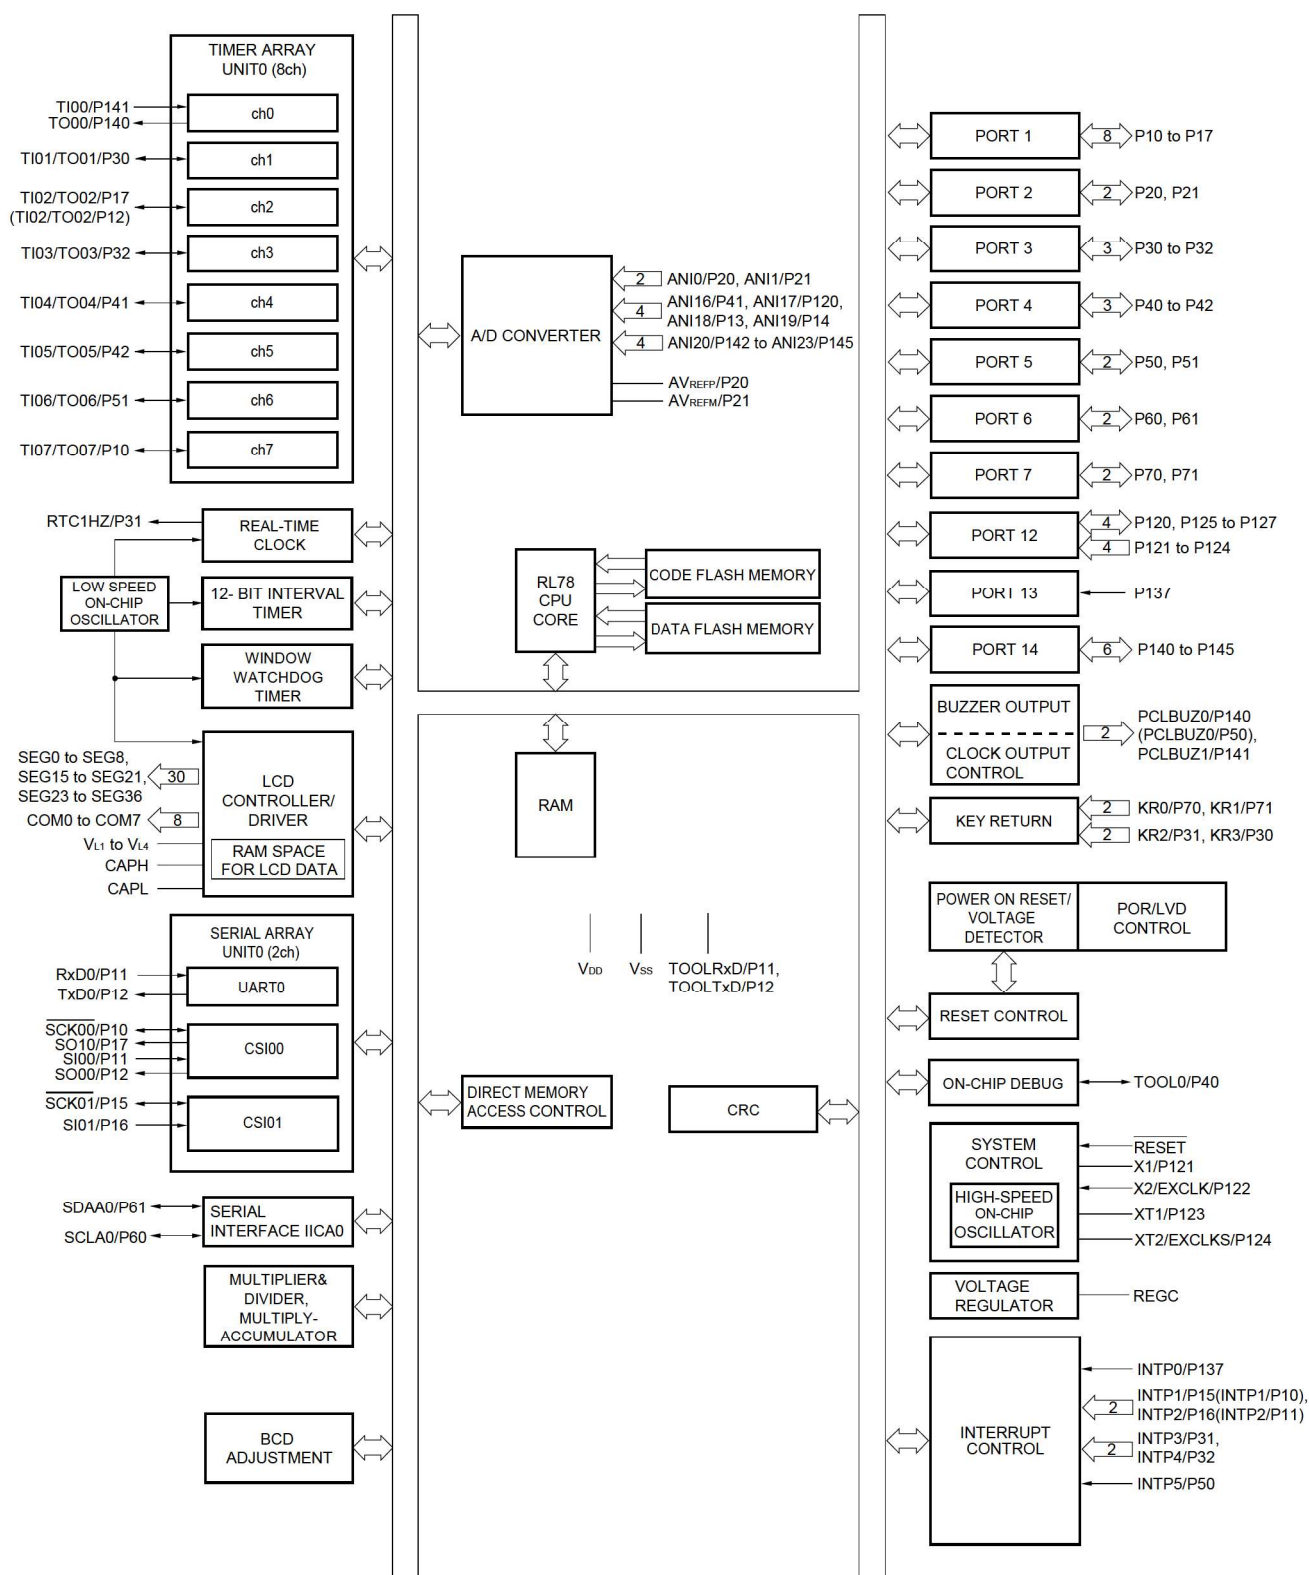 TIMER ARRAY
UNIT0 (8ch)
TI00/P141
TO00/P140
ch0
TI01/TO01/P30
ch1
TI02/TO02/P17
(TI02/TO02/P12)
ch2
TI03/TO03/P32
ch3
TI04/TO04/P41
ch4
TI05/TO05/P42
ch5
TI06/TO06/P51
ch6
TI07/TO07/P10
ch7
RTC1HZ/P31
REAL-TIME
CLOCK
LOW SPEED
ON-CHIP
OSCILLATOR
12- BIT INTERVAL
TIMER
WINDOW
WATCHDOG
TIMER
SEG0 to SEG8,
SEG15 to SEG21,
SEG23 to SEG36
30
COM0 to COM7
8
VL1 to VL4
CAPH
CAPL
LCD
CONTROLLER/
DRIVER
RAM SPACE
FOR LCD DATA
SERIAL ARRAY
UNIT0 (2ch)
RxD0/P11
TxD0/P12
UART0
SCK00/P10
SO10/P17
SI00/P11
SO00/P12
CSI00
SCK01/P15
SI01/P16
CSI01
SDAA0/P61
SCLA0/P60
SERIAL
INTERFACE IICA0
MULTIPLIER&
DIVIDER,
MULTIPLY-
ACCUMULATOR
BCD
ADJUSTMENT
A/D CONVERTER
2
ANI0/P20, ANI1/P21
4
ANI16/P41, ANI17/P120,
ANI18/P13, ANI19/P14
4
ANI20/P142 to ANI23/P145
AVREFP/P20
AVREFM/P21
RL78
CPU
CORE
CODE FLASH MEMORY
DATA FLASH MEMORY
RAM
VDD
VSS
TOOLRxD/P11,
TOOLTxD/P12
DIRECT MEMORY
ACCESS CONTROL
CRC
PORT 1
8
P10 to P17
PORT 2
2
P20, P21
PORT 3
3
P30 to P32
PORT 4
3
P40 to P42
PORT 5
2
P50, P51
PORT 6
2
P60, P61
PORT 7
2
P70, P71
PORT 12
4
P120, P125 to P127
4
P121 to P124
PORT 13
P137
PORT 14
6
P140 to P145
BUZZER OUTPUT
CLOCK OUTPUT
CONTROL
2
PCLBUZ0/P140
(PCLBUZ0/P50),
PCLBUZ1/P141
KEY RETURN
2
KR0/P70, KR1/P71
2
KR2/P31, KR3/P30
POWER ON RESET/
VOLTAGE
DETECTOR
POR/LVD
CONTROL
RESET CONTROL
ON-CHIP DEBUG
TOOL0/P40
SYSTEM
CONTROL
HIGH-SPEED
ON-CHIP
OSCILLATOR
RESET
X1/P121
X2/EXCLK/P122
XT1/P123
XT2/EXCLKS/P124
VOLTAGE
REGULATOR
REGC
INTERRUPT
CONTROL
INTP0/P137
2
INTP1/P15(INTP1/P10),
INTP2/P16(INTP2/P11)
2
INTP3/P31,
INTP4/P32
INTP5/P50